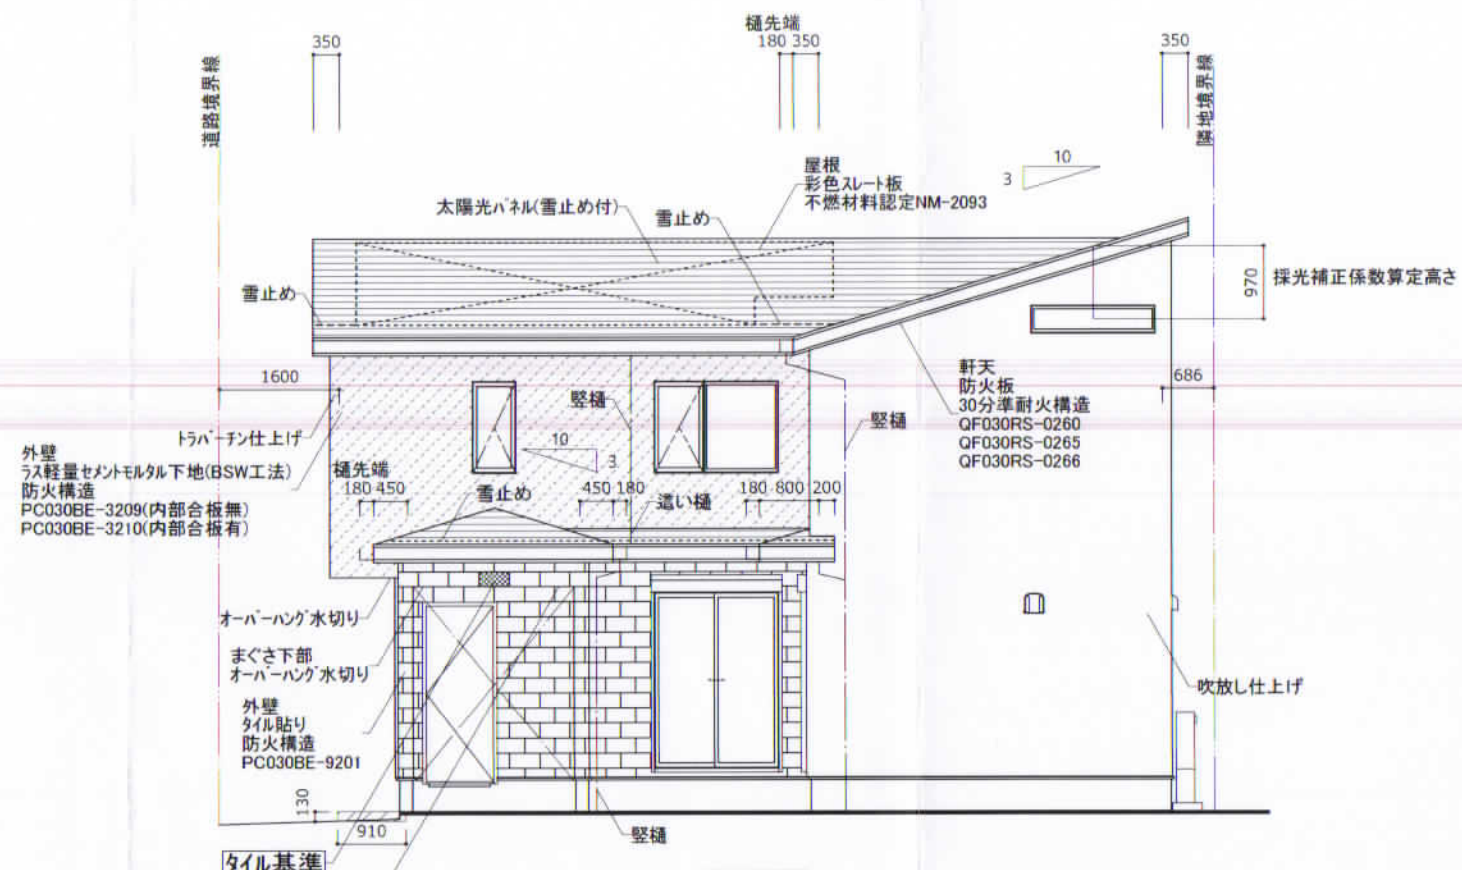 樋先端
350
180 350
350
道路境界線
隣地境界線
10
3
屋根
彩色スレート板
不燃材料認定NM-2093
太陽光パネル(雪止め付)
雪止め
雪止め
970
採光補正係数算定高さ
軒天
防火板
30分準耐火構造
QF030RS-0260
QF030RS-0265
QF030RS-0266
686
1600
竪樋
竪樋
トラバーチン仕上げ
10
3
外壁
ラス軽量セメントモルタル下地(BSW工法)
防火構造
PC030BE-3209(内部合板無)
PC030BE-3210(内部合板有)
樋先端
180 450
雪止め
450 180
這い樋
180 800 200
オーバーハング水切り
まぐさ下部
オーバーハング水切り
外壁
タイル貼り
防火構造
PC030BE-9201
吹放し仕上げ
130
910
竪樋
タイル基準